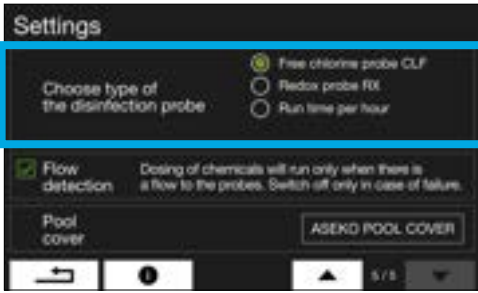 Settings
Choose type of
the disinfection probe
Free chlorine probe CLF
Redox probe RX
Run time per hour
Flow
detection
Dosing of chemicals will run only when there is
a flow to the probes. Switch off only in case of failure.
Pool
cover
ASEKO POOL COVER
5/5